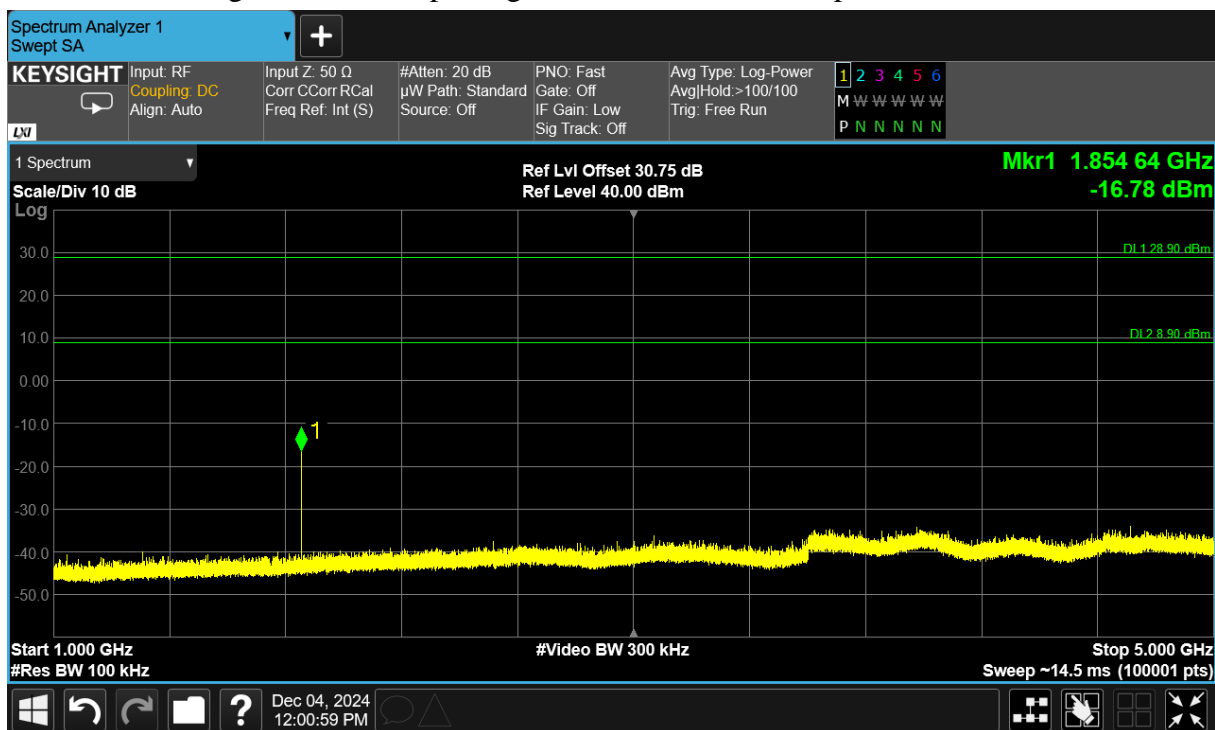 Spectrum Analyzer 1
Swept SA
KEYSIGHT
LXI
Input: RF
Coupling: DC
Align: Auto
Input Z: 50 Ω
Corr CCorr RCal
Freq Ref: Int (S)
#Atten: 20 dB
µW Path: Standard
Source: Off
PNO: Fast
Gate: Off
IF Gain: Low
Sig Track: Off
Avg Type: Log-Power
Avg|Hold:>100/100
Trig: Free Run
1 2 3 4 5 6
M W W W W W
P N N N N N
1 Spectrum
Scale/Div 10 dB
Log
Ref Lvl Offset 30.75 dB
Ref Level 40.00 dBm
Mkr1 1.854 64 GHz
-16.78 dBm
30.0
DL1 28.90 dBm
20.0
10.0
DL2 8.90 dBm
0.00
-10.0
1
-20.0
-30.0
-40.0
-50.0
Start 1.000 GHz
#Res BW 100 kHz
#Video BW 300 kHz
Stop 5.000 GHz
Sweep ~14.5 ms (100001 pts)
?
Dec 04, 2024
12:00:59 PM